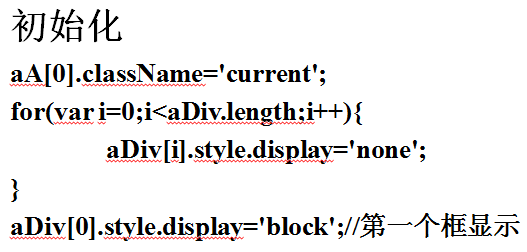 初始化
aA[0].className='current';
for(var i=0;i<aDiv.length;i++){
aDiv[i].style.display='none';
}
aDiv[0].style.display='block';//第一个框显示